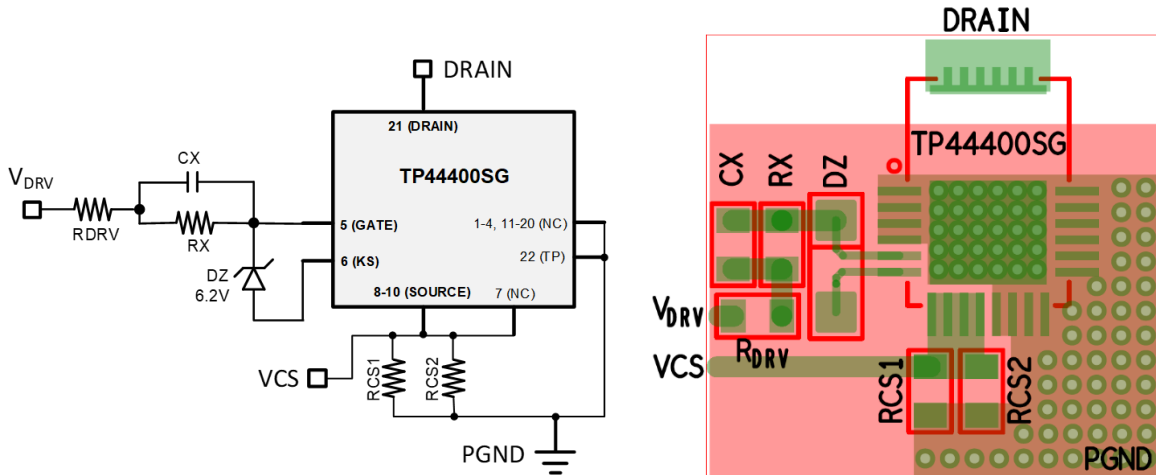 DRAIN
21 (DRAIN)
TP44400SG
VDRV
CX
RDRV
RX
5 (GATE)
1-4, 11-20 (NC)
DZ
6.2V
6 (KS)
22 (TP)
8-10 (SOURCE)
7 (NC)
VCS
RCS1
RCS2
PGND
DRAIN
TP44400SG
CX
RX
DZ
VDRV
RDRV
VCS
RCS1
RCS2
PGND